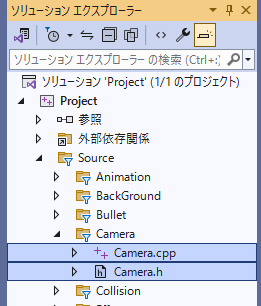 ソリューション エクスプローラー
ソリューション エクスプローラー の検索 (Ctrl+:)
ソリューション 'Project' (1/1 のプロジェクト)
Project
参照
外部依存関係
Source
Animation
BackGround
Bullet
Camera
Camera.cpp
Camera.h
Collision